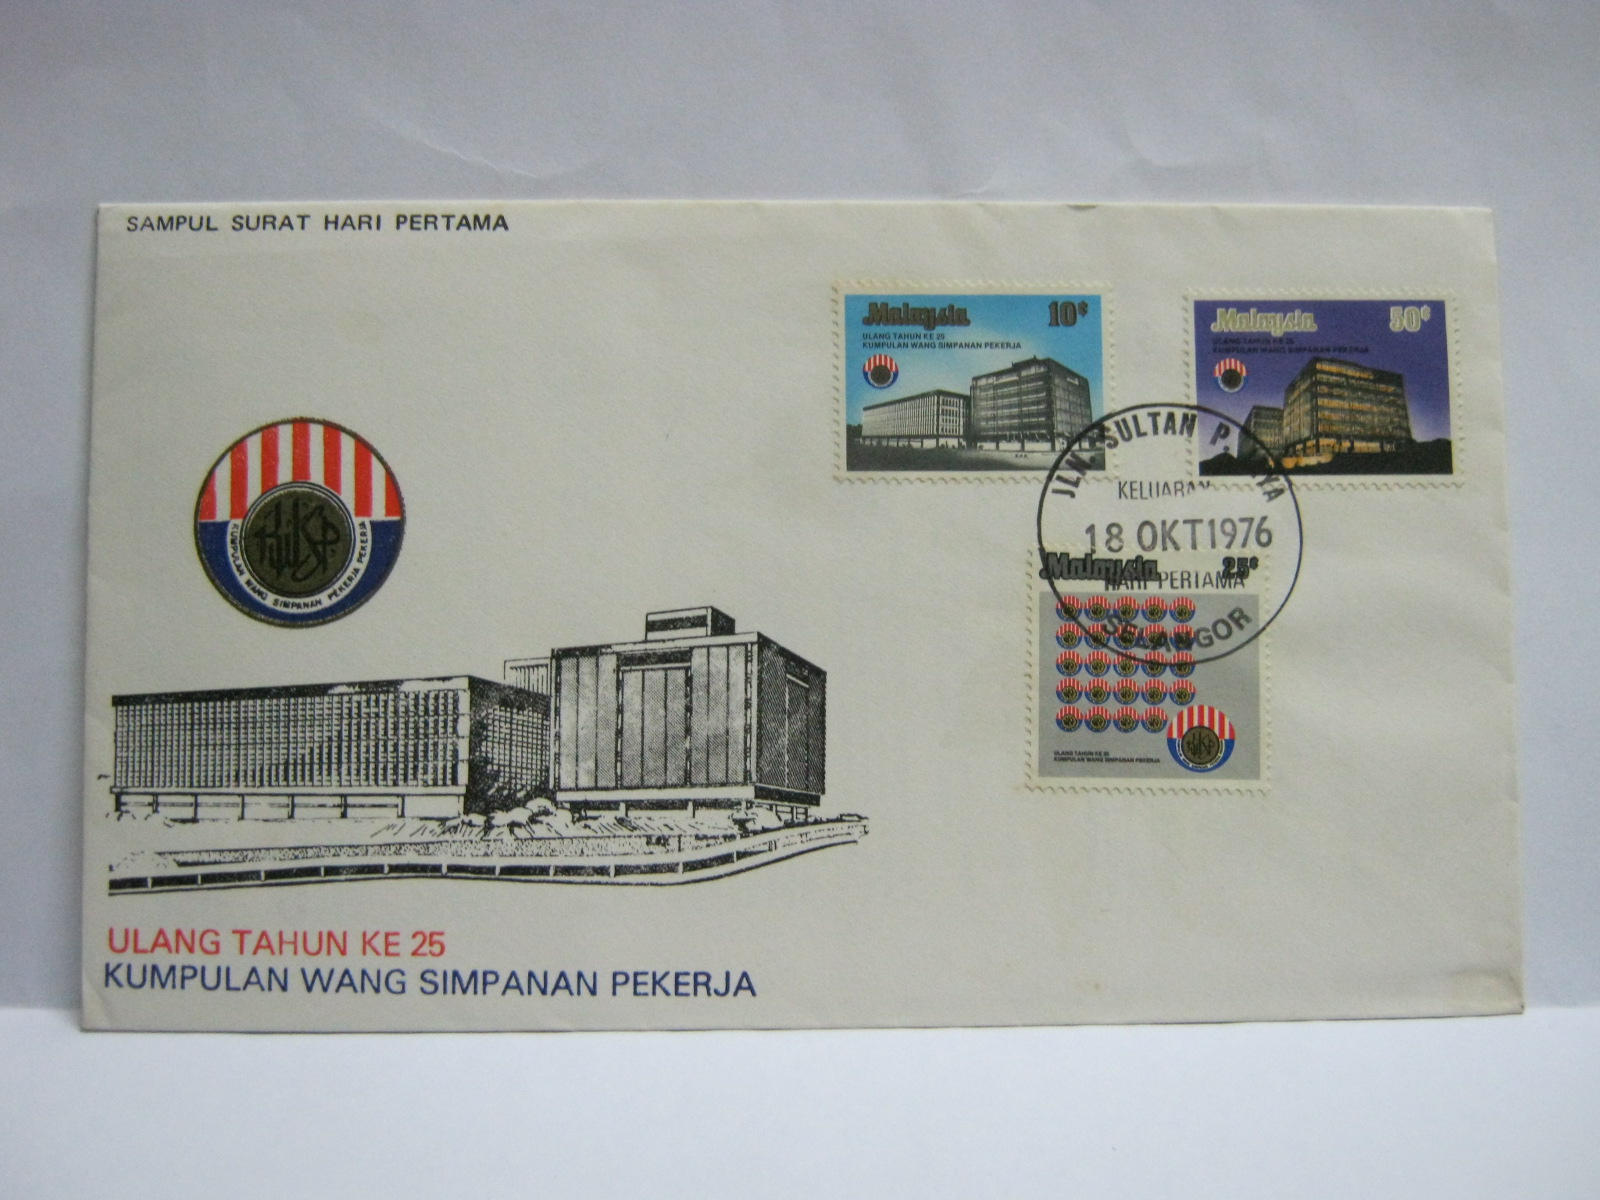 SAMPUL SURAT HARI PERTAMA
Malaysia 10¢
ULANG TAHUN KE 25
KUMPULAN WANG SIMPANAN PEKERJA
Malaysia 50¢
ULANG TAHUN KE 25
KUMPULAN WANG SIMPANAN PEKERJA
JLN. SULTAN P.
KELUARAN
18 OKT 1976
HARI PERTAMA
SELANGOR
Malaysia 25¢
ULANG TAHUN KE 25
KUMPULAN WANG SIMPANAN PEKERJA
KWSP
KUMPULAN WANG SIMPANAN PEKERJA PEKERJA
ULANG TAHUN KE 25
KUMPULAN WANG SIMPANAN PEKERJA